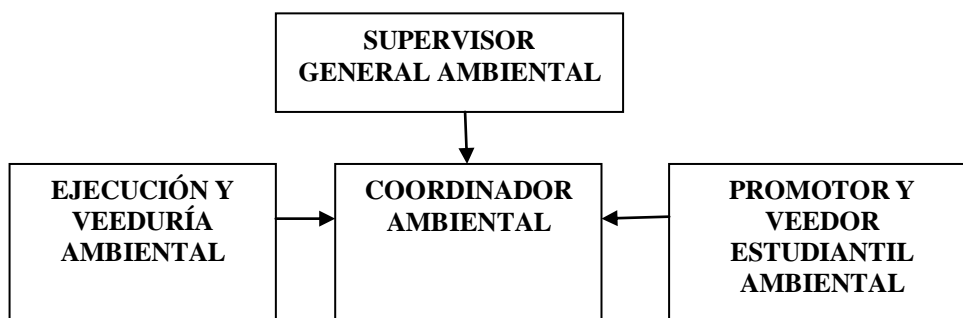 SUPERVISOR
GENERAL AMBIENTAL
EJECUCIÓN Y
VEEDURÍA
AMBIENTAL
COORDINADOR
AMBIENTAL
PROMOTOR Y
VEEDOR
ESTUDIANTIL
AMBIENTAL